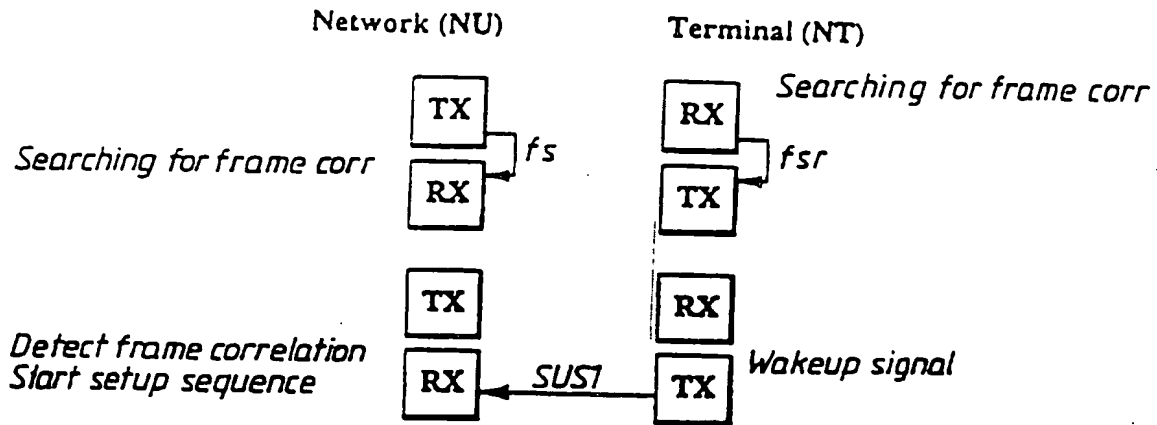 Network (NU)
Terminal (NT)
TX
RX
Searching for frame corr
Searching for frame corr
fs
fsr
RX
TX
TX
RX
Detect frame correlation
Start setup sequence
RX
SUS1
TX
Wakeup signal